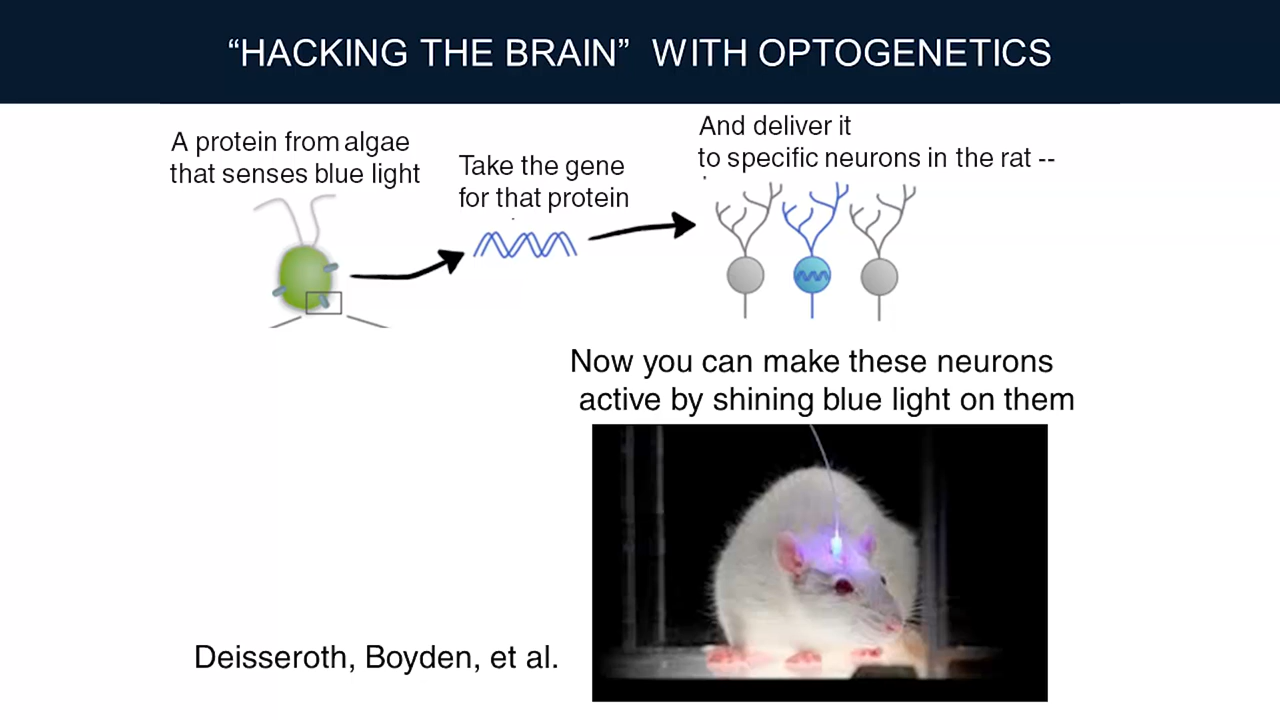 “HACKING THE BRAIN” WITH OPTOGENETICS
A protein from algae
that senses blue light
Take the gene
for that protein
And deliver it
to specific neurons in the rat --
Now you can make these neurons
active by shining blue light on them
Deisseroth, Boyden, et al.